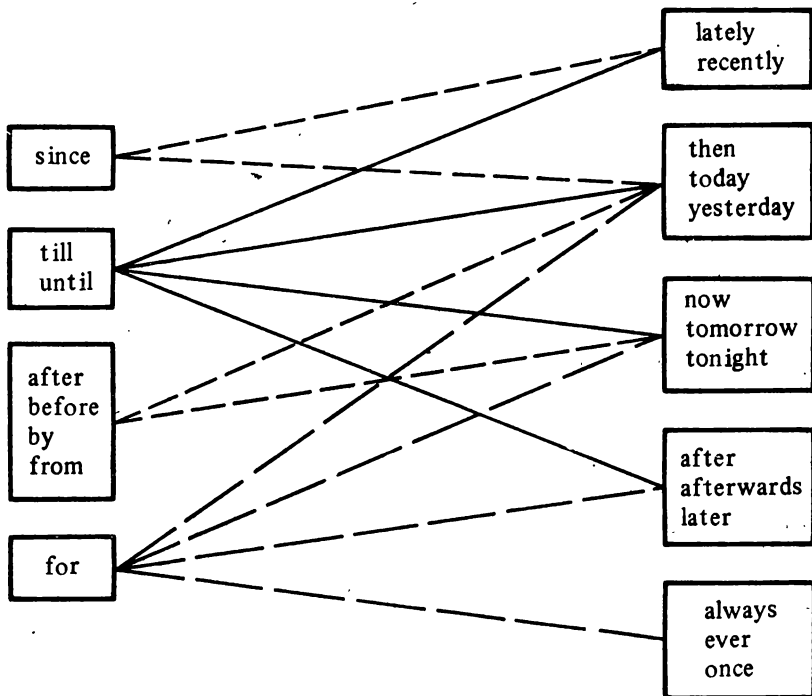 since
till
until
after
before
by
from
for
lately
recently
then
today
yesterday
now
tomorrow
tonight
after
afterwards
later
always
ever
once